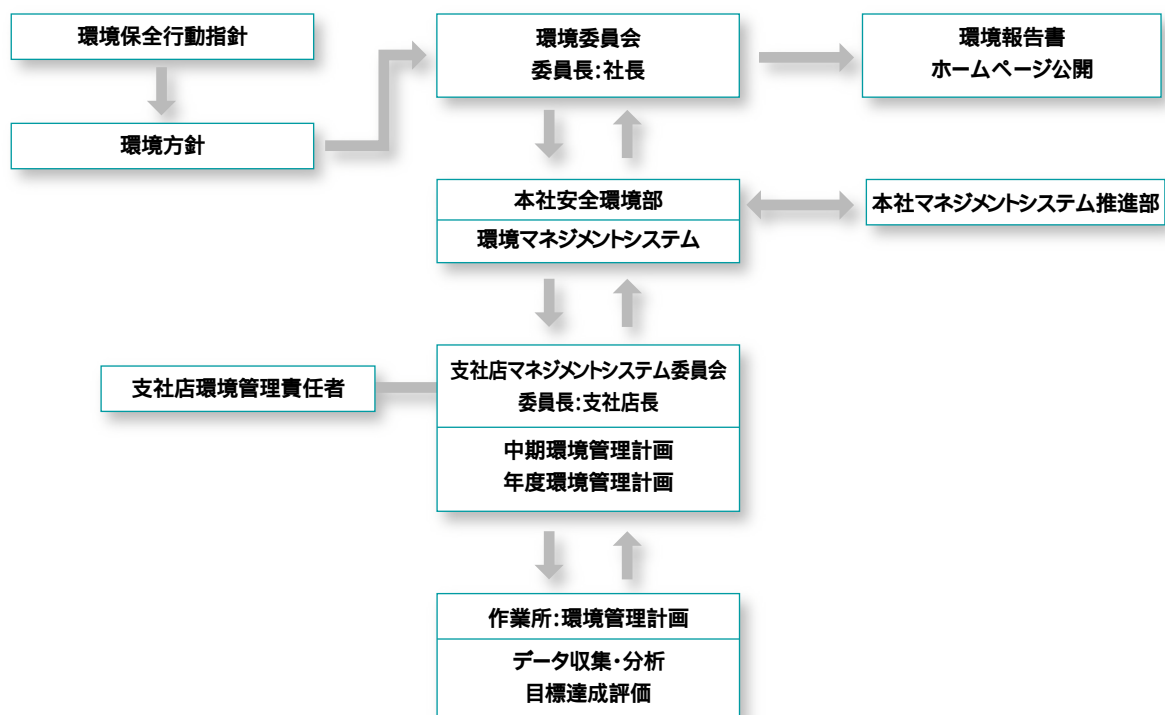 環境保全行動指針
環境方針
環境委員会
委員長:社長
環境報告書
ホームページ公開
本社安全環境部
環境マネジメントシステム
本社マネジメントシステム推進部
支社店環境管理責任者
支社店マネジメントシステム委員会
委員長:支社店長
中期環境管理計画
年度環境管理計画
作業所:環境管理計画
データ収集・分析
目標達成評価